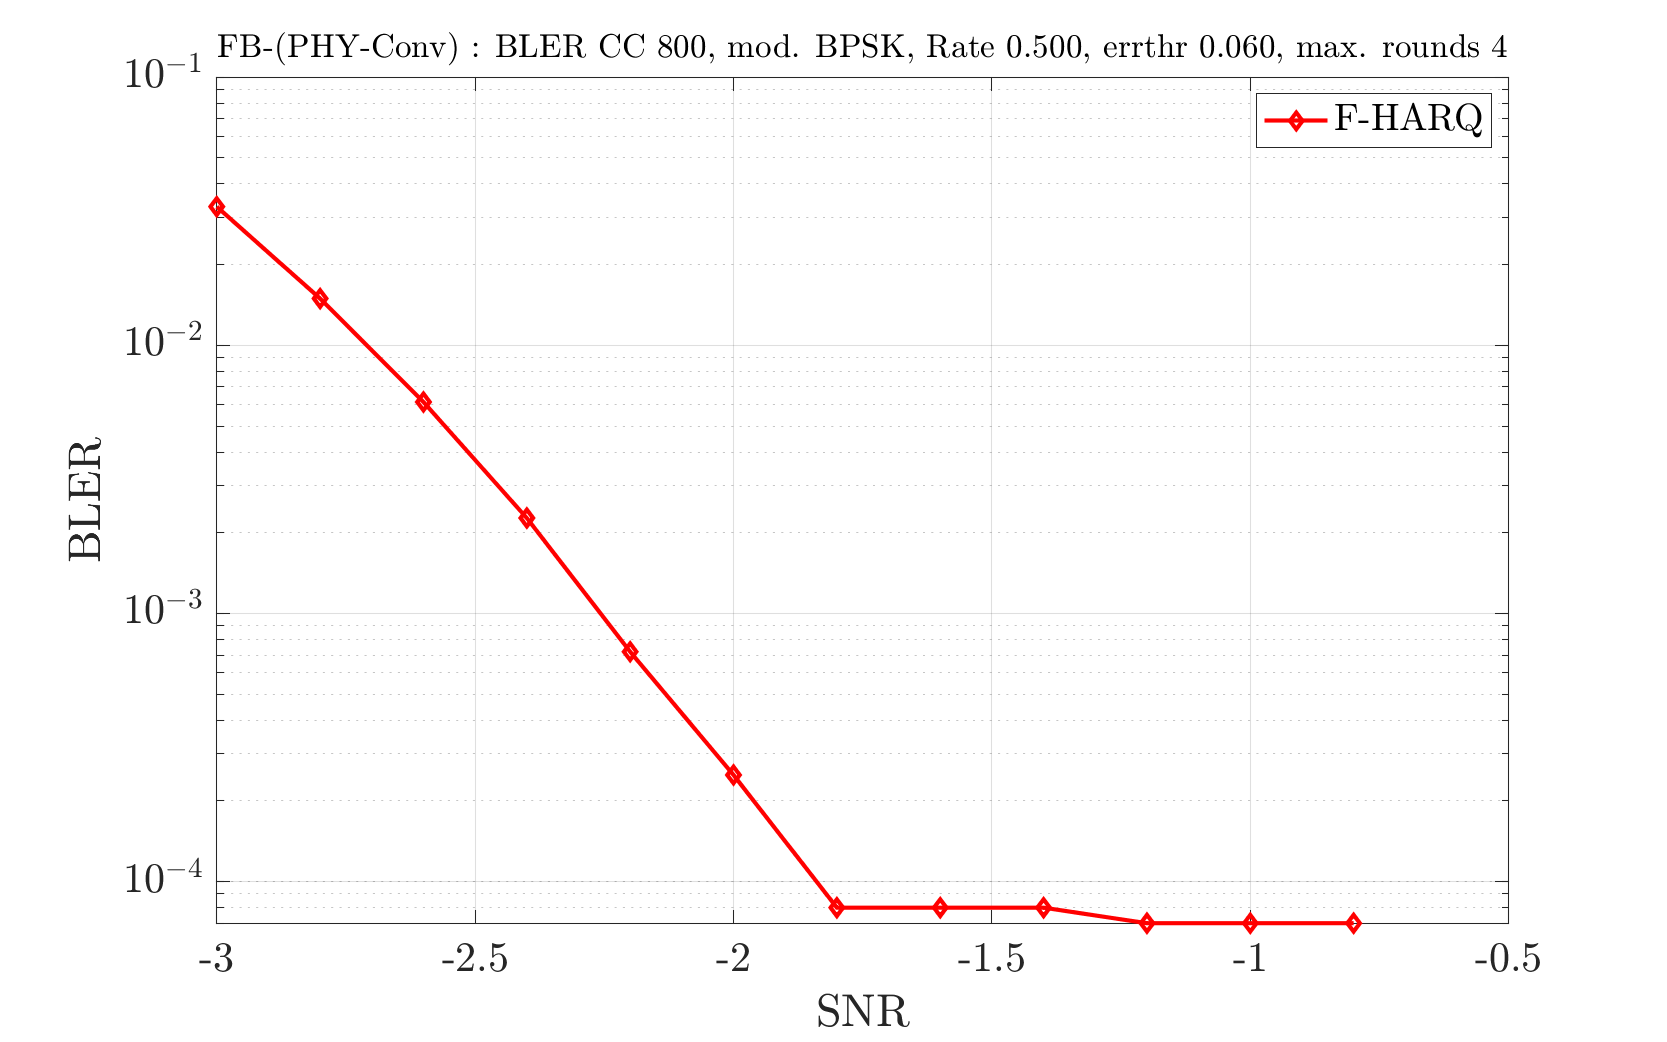 FB-(PHY-Conv) : BLER CC 800, mod. BPSK, Rate 0.500, errthr 0.060, max. rounds 4
F-HARQ
10⁻¹
10⁻²
10⁻³
10⁻⁴
BLER
-3 -2.5 -2 -1.5 -1 -0.5
SNR